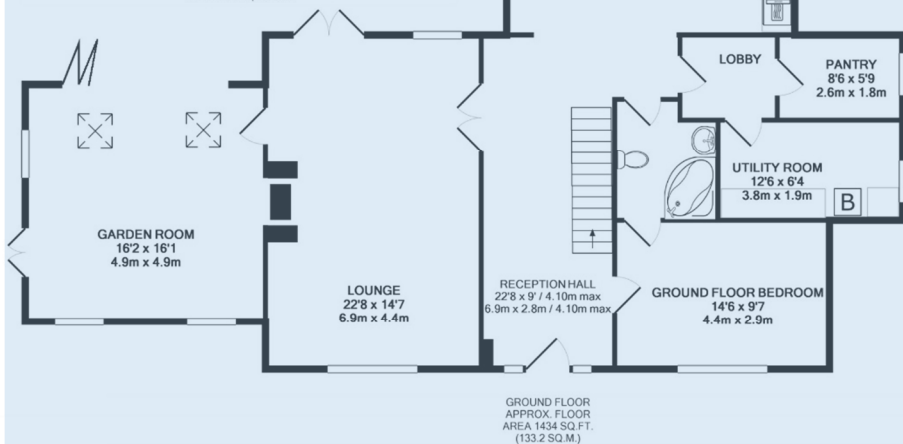 LOBBY
PANTRY
8'6 x 5'9
2.6m x 1.8m
UTILITY ROOM
12'6 x 6'4
3.8m x 1.9m
B
GARDEN ROOM
16'2 x 16'1
4.9m x 4.9m
LOUNGE
22'8 x 14'7
6.9m x 4.4m
RECEPTION HALL
22'8 x 9' / 4.10m max
6.9m x 2.8m / 4.10m max
GROUND FLOOR BEDROOM
14'6 x 9'7
4.4m x 2.9m
GROUND FLOOR
APPROX. FLOOR
AREA 1434 SQ.FT.
(133.2 SQ.M.)